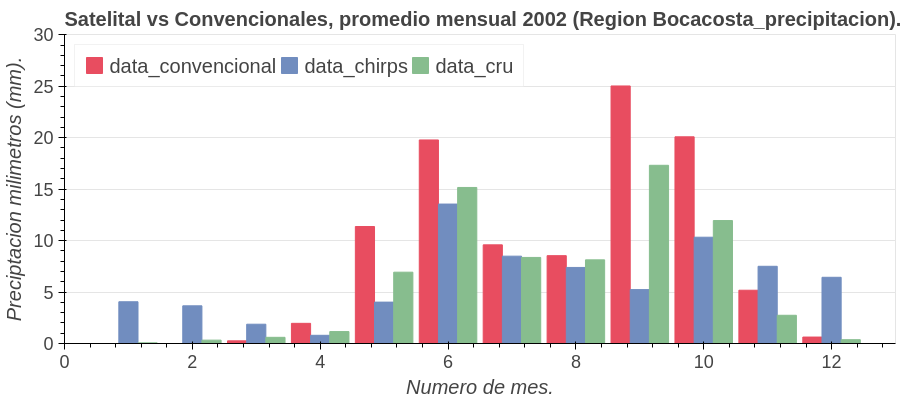 Satelital vs Convencionales, promedio mensual 2002 (Region Bocacosta_precipitacion).
30
25
20
15
10
5
0
Preciptacion milimetros (mm).
data_convencional data_chirps data_cru
0 2 4 6 8 10 12
Numero de mes.